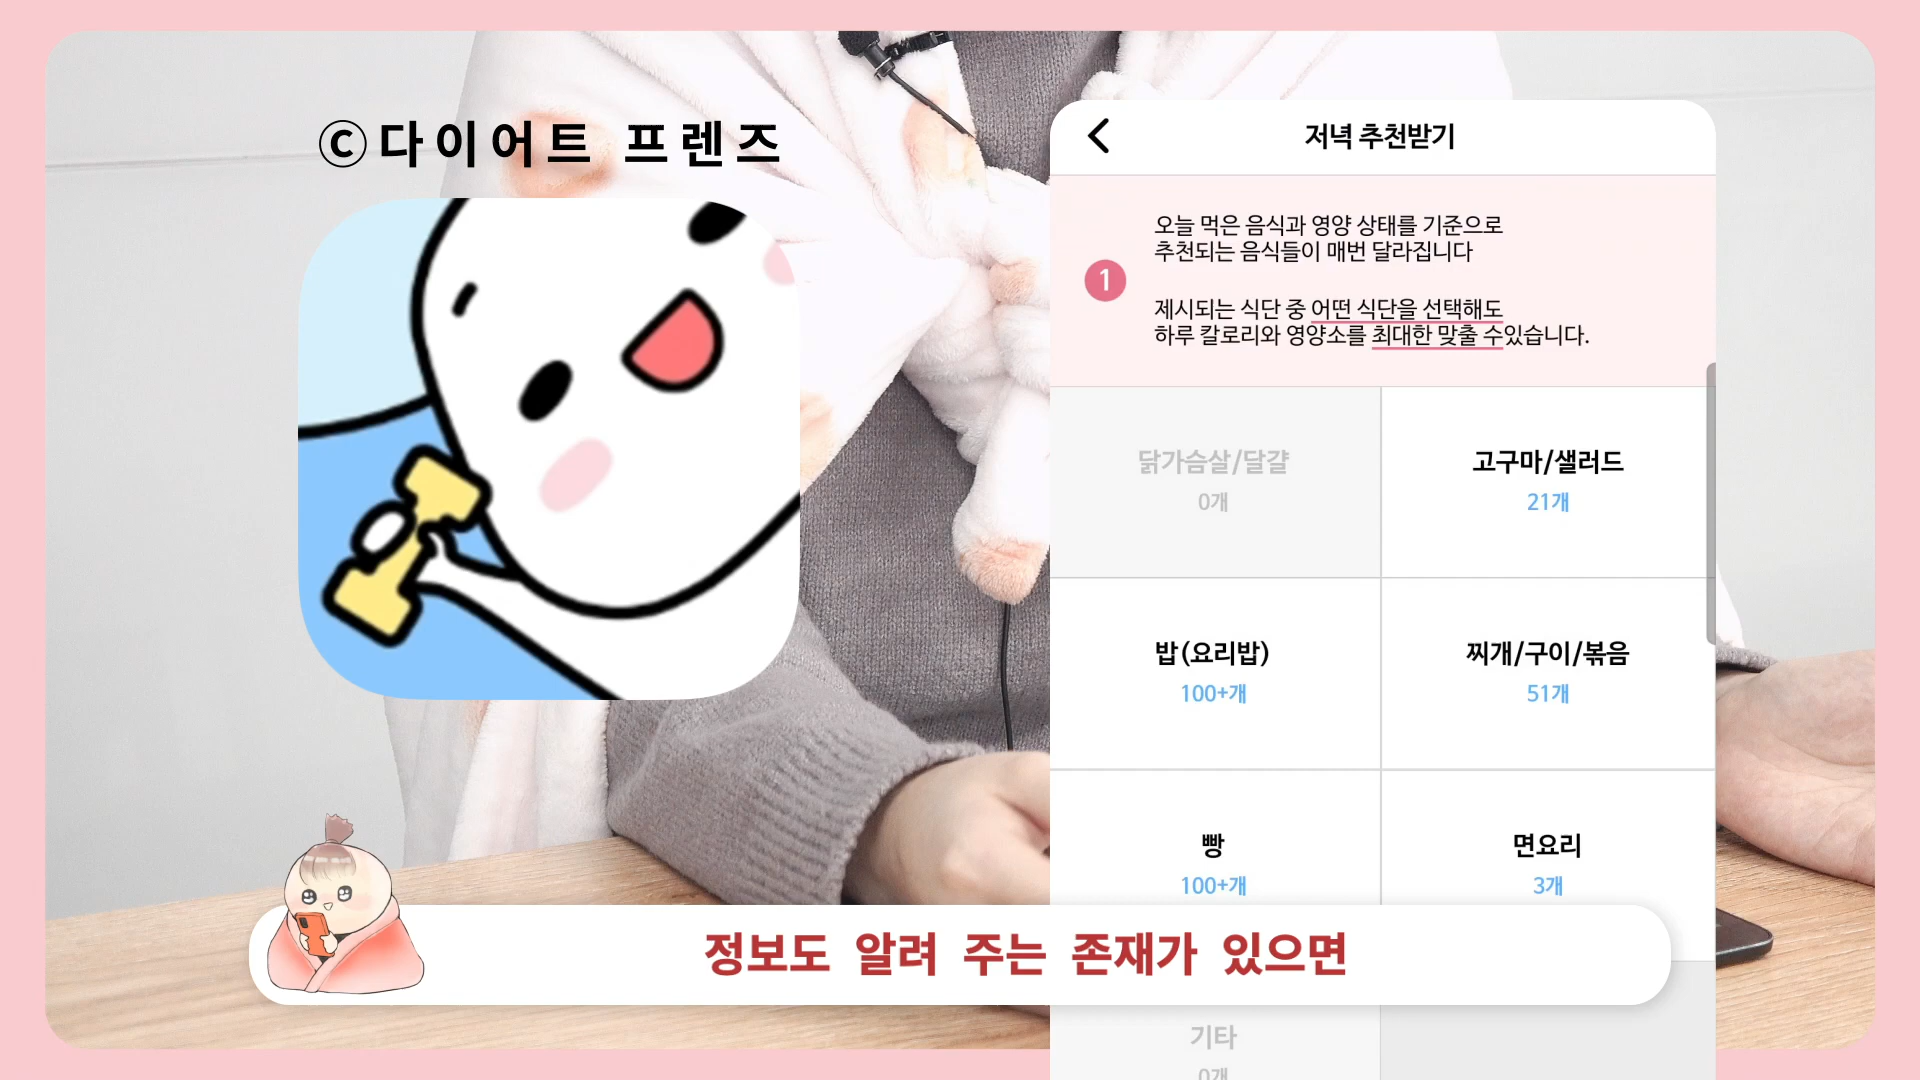 ⓒ다이어트 프렌즈
저녁 추천받기
1
오늘 먹은 음식과 영양 상태를 기준으로
추천되는 음식들이 매번 달라집니다
제시되는 식단 중 어떤 식단을 선택해도
하루 칼로리와 영양소를 최대한 맞출 수있습니다.
닭가슴살/달걀
0개
고구마/샐러드
21개
밥(요리밥)
100+개
찌개/구이/볶음
51개
빵
100+개
면요리
3개
정보도 알려 주는 존재가 있으면
기타
0개